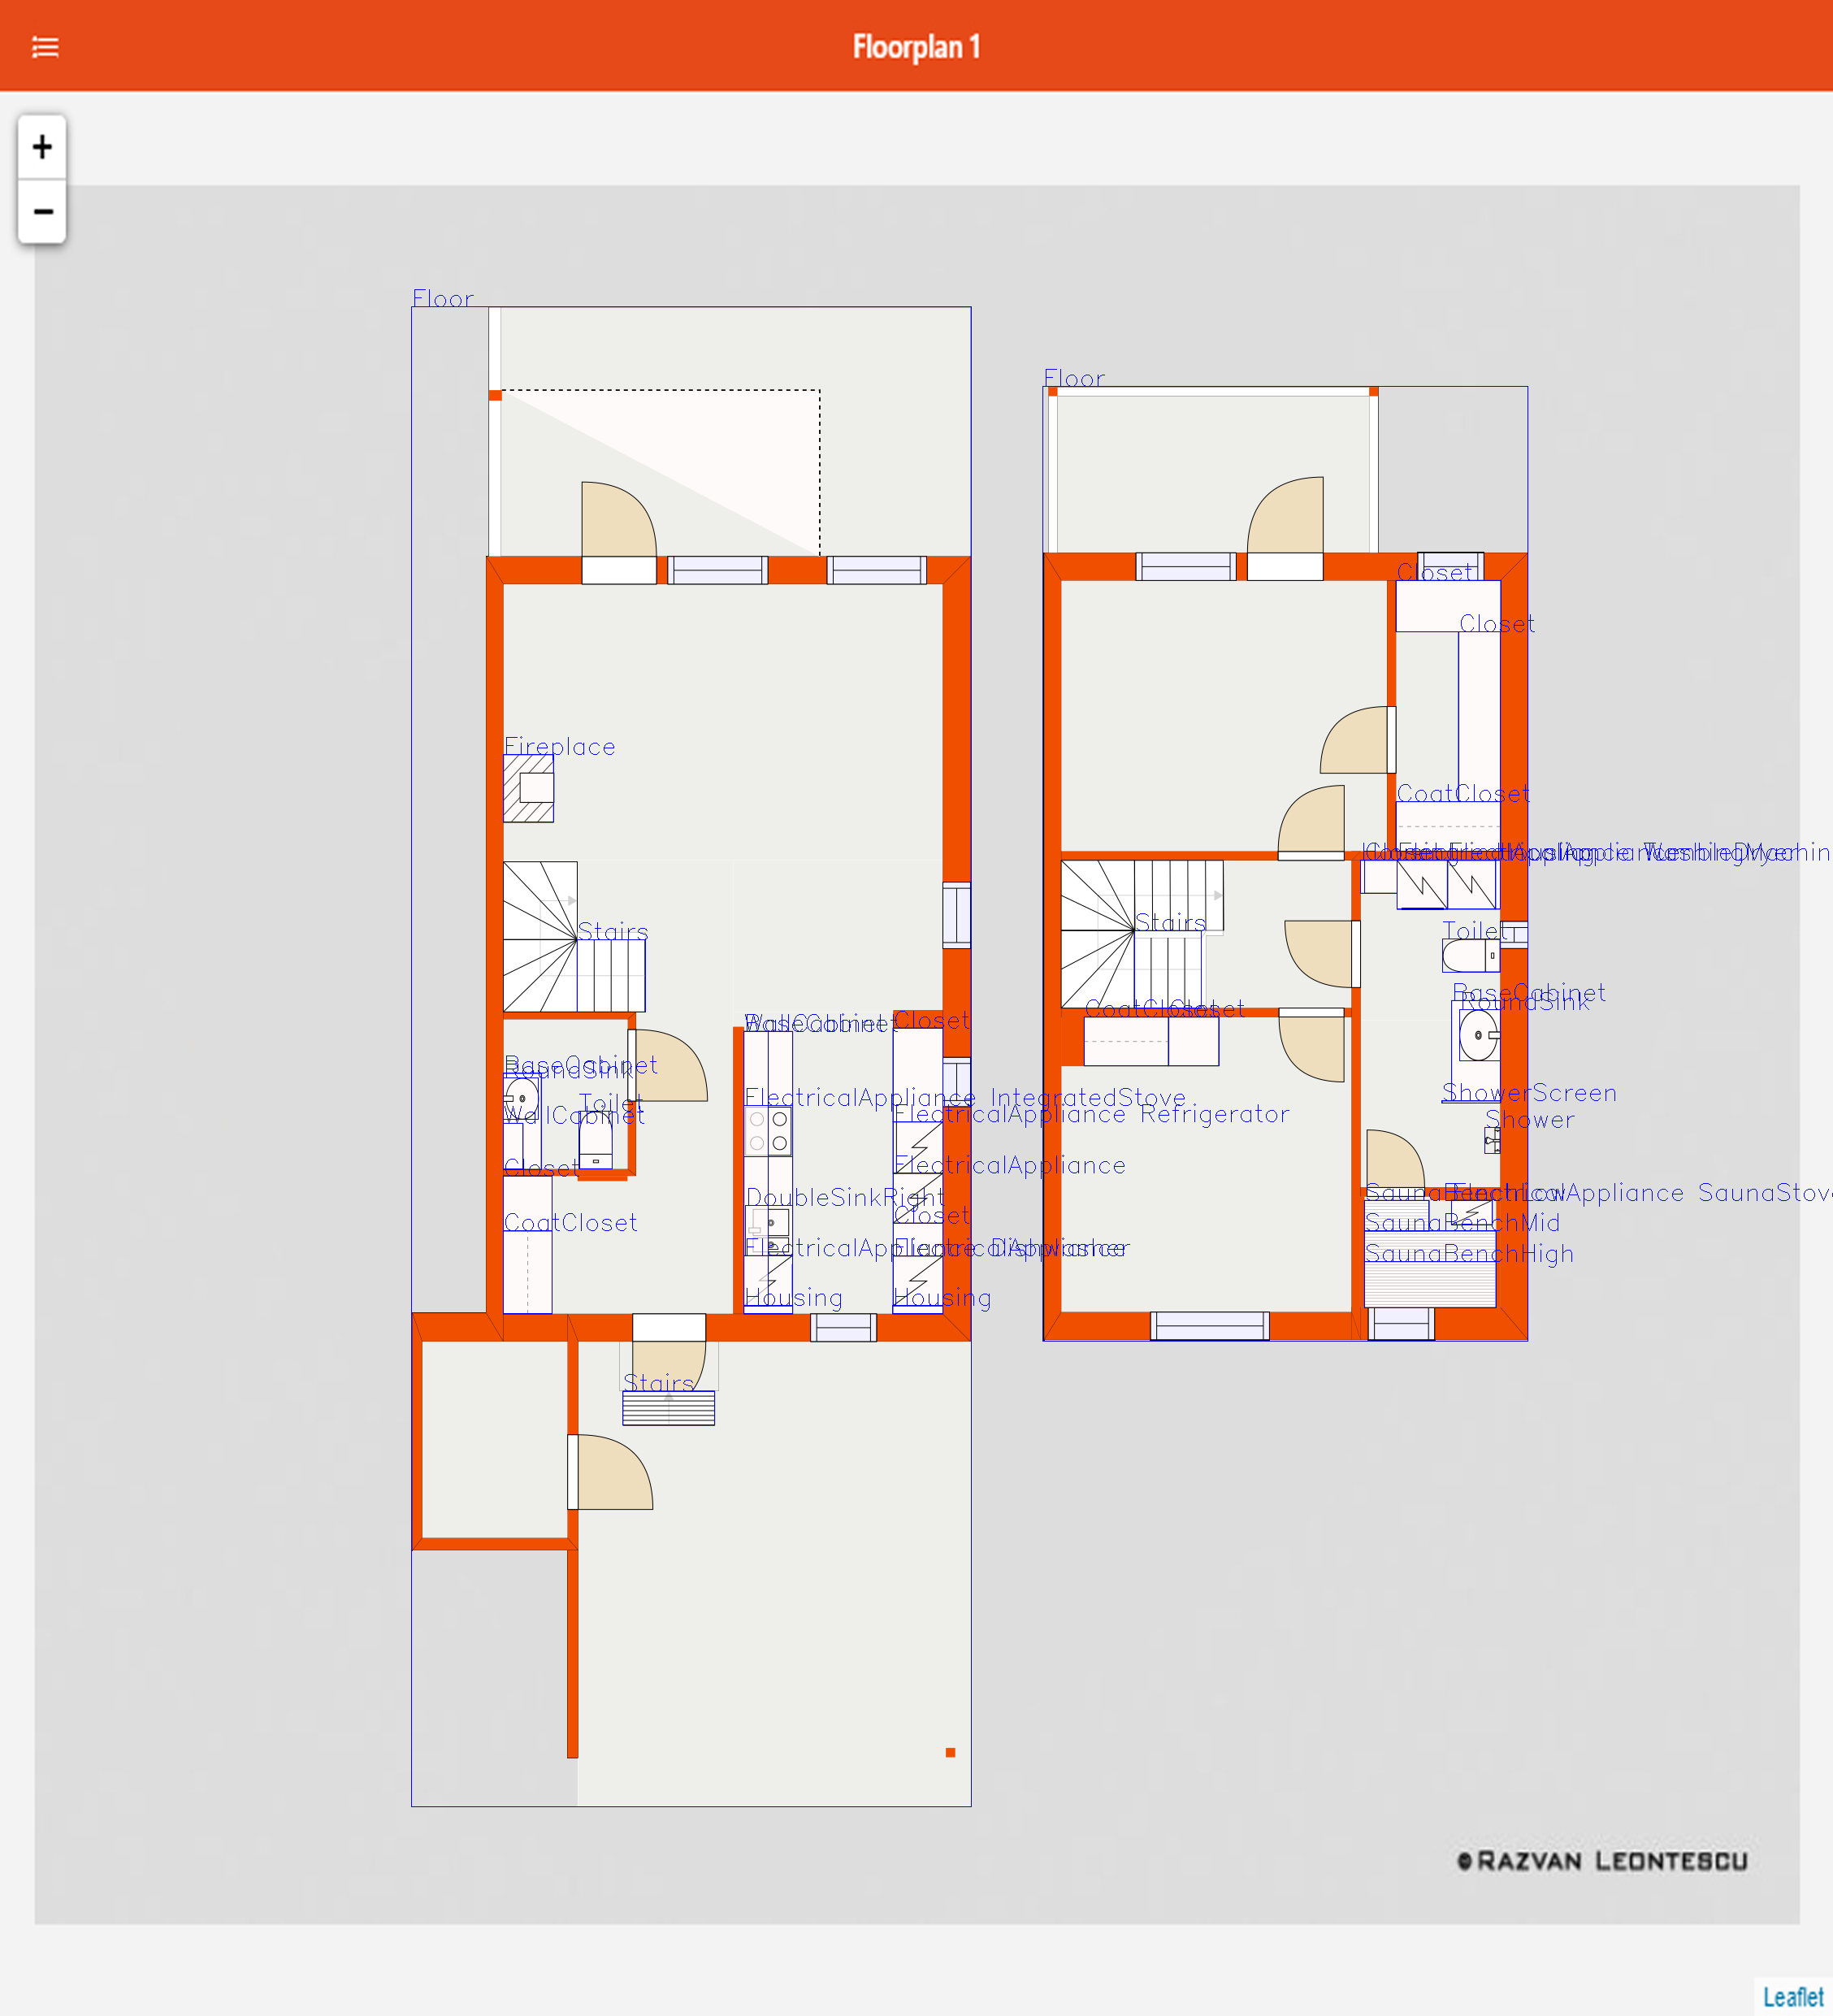 Floorplan 1
+
−
Floor
Floor
Closet
Closet
Fireplace
CoatCloset
Stairs
Stairs
Toilet
BaseCabinet
RoundSink
CoatCloset
Closet
WallCabinet
BaseCabinet
Closet
BaseCabinet
RoundSink
Toilet
WallCabinet
ElectricalAppliance IntegratedStove
ElectricalAppliance Refrigerator
ShowerScreen
Shower
Closet
ElectricalAppliance
DoubleSinkRight
SaunaBenchLow
ElectricalAppliance SaunaStove
CoatCloset
Closet
SaunaBenchMid
ElectricalAppliance Dishwasher
ElectricalAppliance
SaunaBenchHigh
Housing
Housing
Stairs
©RAZVAN LEONTESCU
Leaflet